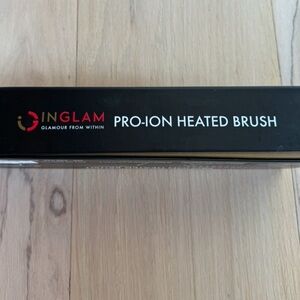 INGLAM
GLAMOUR FROM WITHIN
PRO-ION HEATED BRUSH